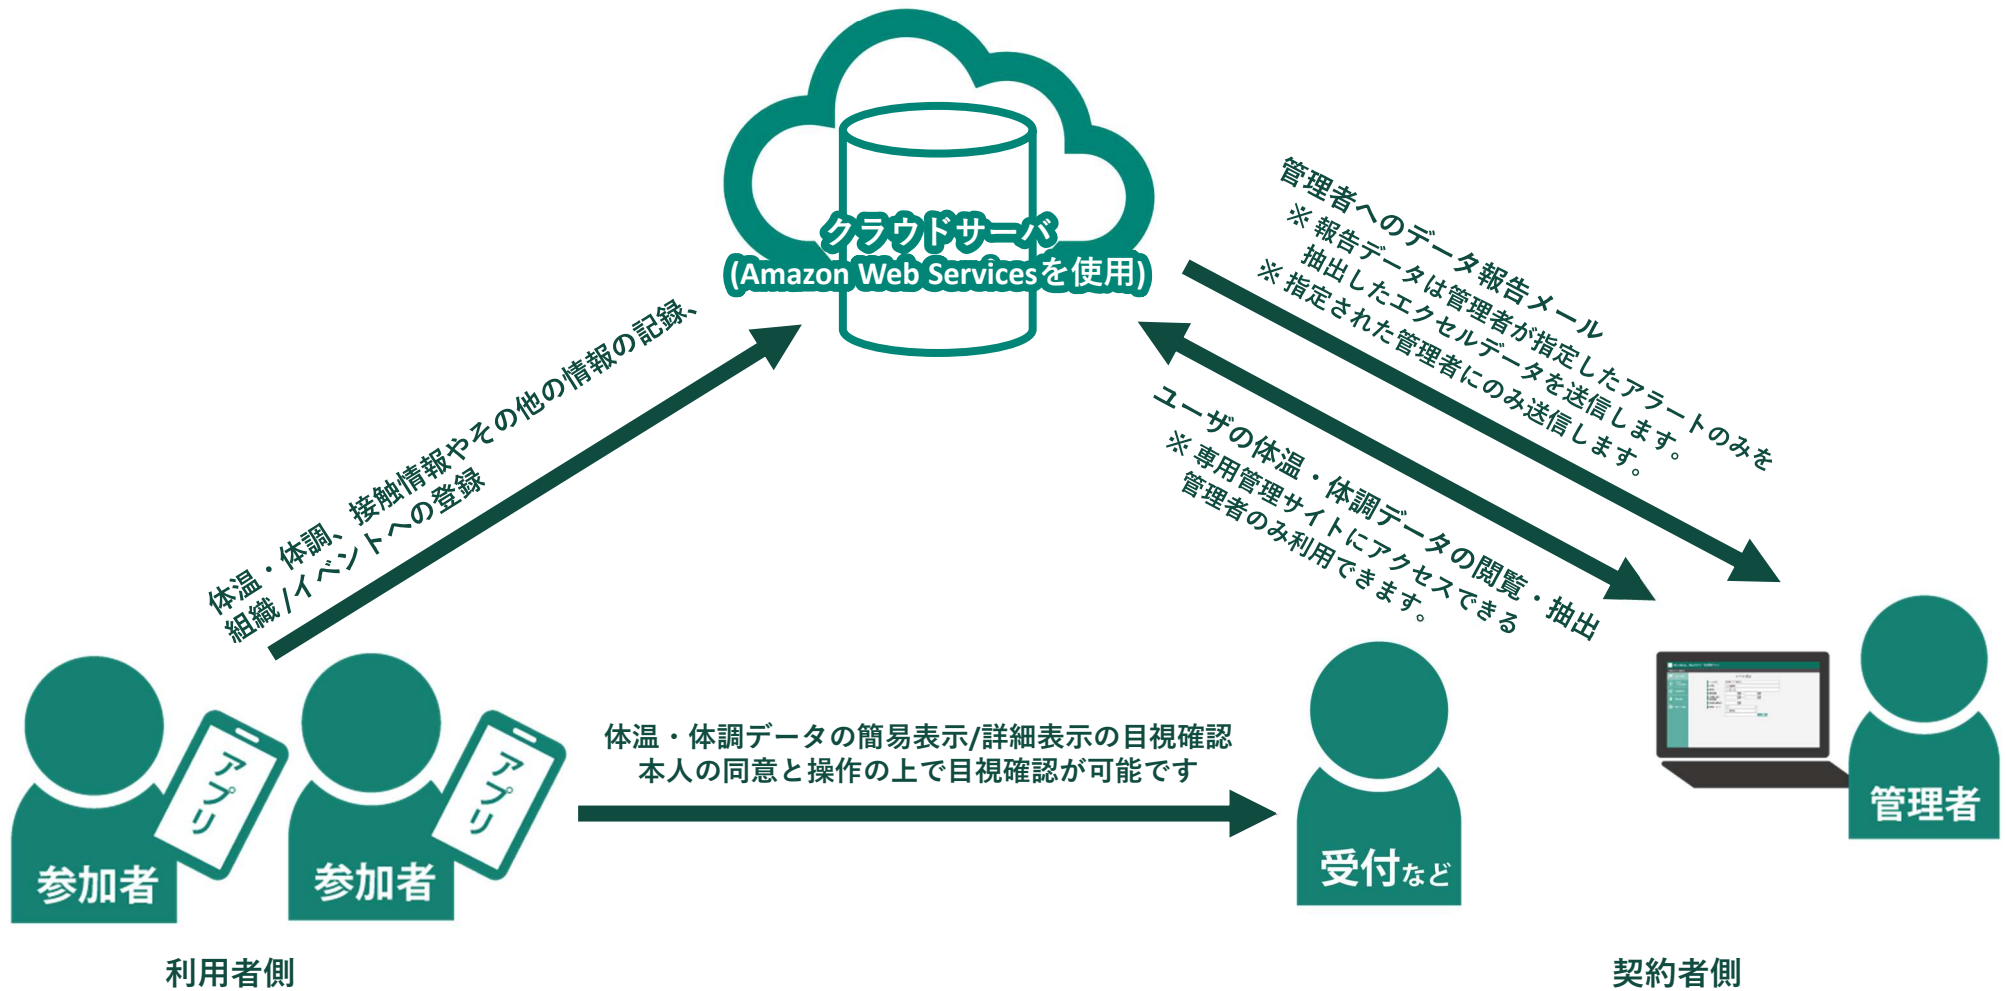 クラウドサーバ
(Amazon Web Servicesを使用)
管理者へのデータ報告メール
※ 報告データは管理者が指定したアラートのみを
抽出したエクセルデータを送信します。
※ 指定された管理者にのみ送信します。
ユーザの体温・体調データの閲覧・抽出
※ 専用管理サイトにアクセスできる
管理者のみ利用できます。
体温・体調、接触情報やその他の情報の記録、
組織 /イベントへの登録
体温・体調データの簡易表示/詳細表示の目視確認
本人の同意と操作の上で目視確認が可能です
アプリ
参加者
アプリ
参加者
受付など
管理者
利用者側
契約者側